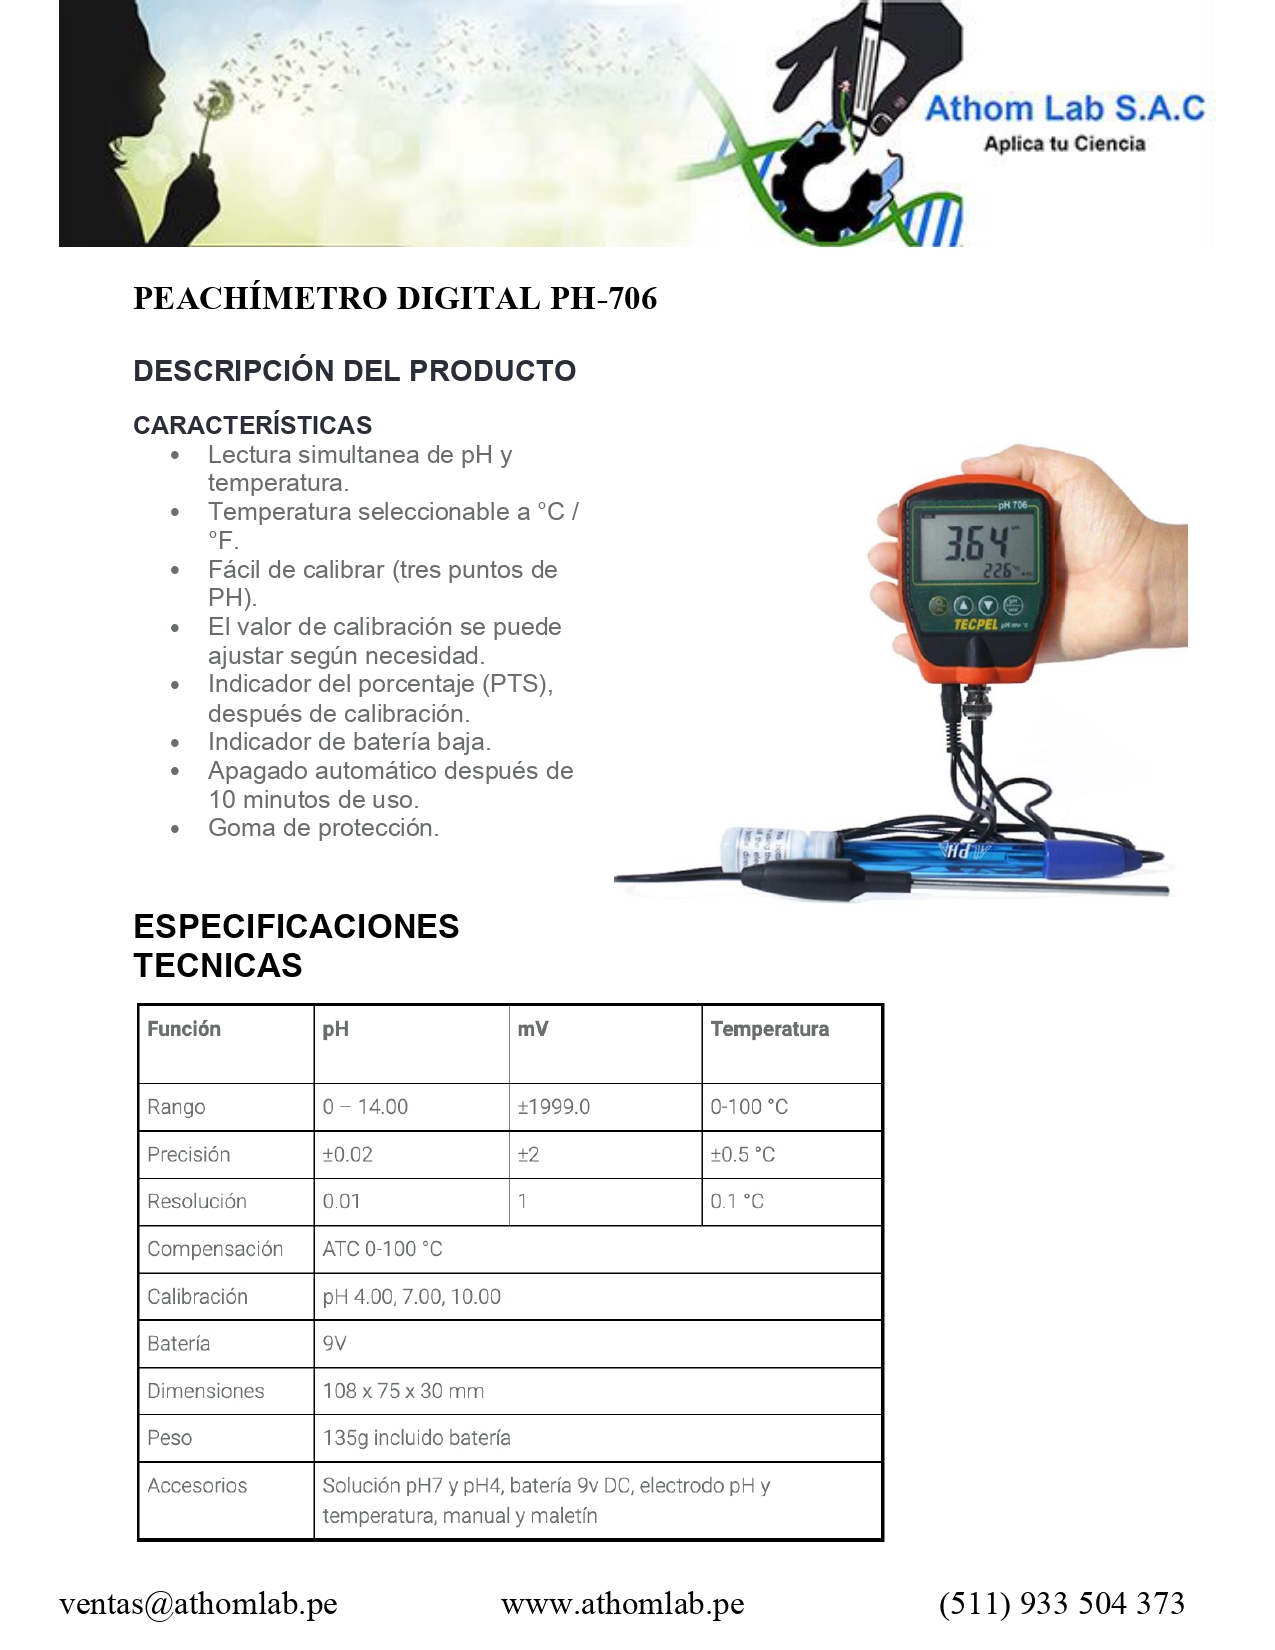 Athom Lab S.A.C
Aplica tu Ciencia
PEACHÍMETRO DIGITAL PH-706
DESCRIPCIÓN DEL PRODUCTO
CARACTERÍSTICAS
• Lectura simultanea de pH y
temperatura.
• Temperatura seleccionable a °C /
°F.
• Fácil de calibrar (tres puntos de
PH).
• El valor de calibración se puede
ajustar según necesidad.
• Indicador del porcentaje (PTS),
después de calibración.
• Indicador de batería baja.
• Apagado automático después de
10 minutos de uso.
• Goma de protección.
pH 706
3.64 pH
22.6 °C
pH
mV
TECPEL pH mv °C
PH
ESPECIFICACIONES
TECNICAS
Función pH mV Temperatura
Rango 0 – 14.00 ±1999.0 0-100 °C
Precisión ±0.02 ±2 ±0.5 °C
Resolución 0.01 1 0.1 °C
Compensación ATC 0-100 °C
Calibración pH 4.00, 7.00, 10.00
Batería 9V
Dimensiones 108 x 75 x 30 mm
Peso 135g incluido batería
Accesorios Solución pH7 y pH4, batería 9v DC, electrodo pH y
temperatura, manual y maletín
ventas@athomlab.pe www.athomlab.pe (511) 933 504 373